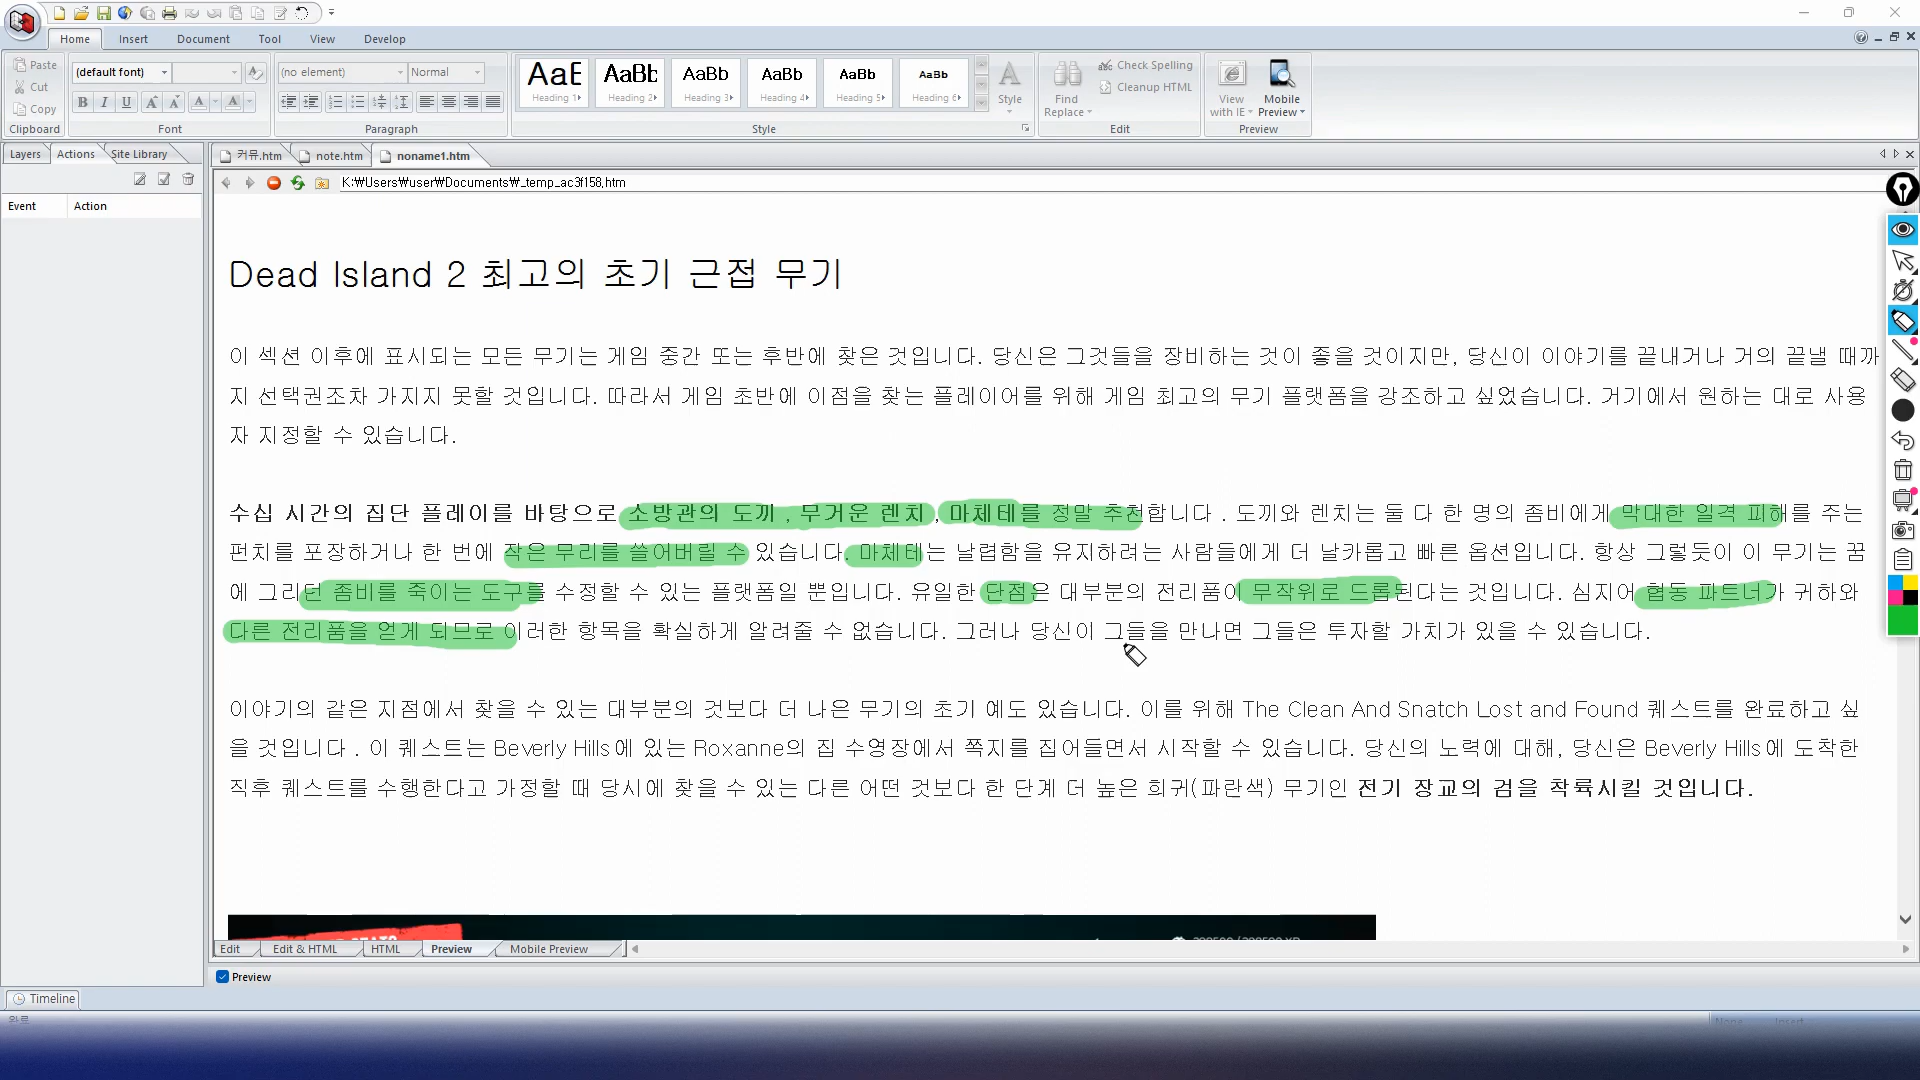 Home Insert Document Tool View Develop
Paste
Cut
Copy
Clipboard
(default font)
B I U
Font
(no element) Normal
Paragraph
AaE AaBb AaBb AaBb AaBb AaBb
Heading 1 Heading 2 Heading 3 Heading 4 Heading 5 Heading 6
Style
Style
Find
Replace
Check Spelling
Cleanup HTML
Edit
View
with IE
Mobile
Preview
Preview
Layers Actions Site Library
Event Action
커뮤.htm note.htm noname1.htm
K:₩Users₩user₩Documents₩_temp_ac3f158.htm
Dead Island 2 최고의 초기 근접 무기
이 섹션 이후에 표시되는 모든 무기는 게임 중간 또는 후반에 찾은 것입니다. 당신은 그것들을 장비하는 것이 좋을 것이지만, 당신이 이야기를 끝내거나 거의 끝낼 때까
지 선택권조차 가지지 못할 것입니다. 따라서 게임 초반에 이점을 찾는 플레이어를 위해 게임 최고의 무기 플랫폼을 강조하고 싶었습니다. 거기에서 원하는 대로 사용
자 지정할 수 있습니다.
수십 시간의 집단 플레이를 바탕으로 소방관의 도끼 , 무거운 렌치 , 마체테를 정말 추천합니다 . 도끼와 렌치는 둘 다 한 명의 좀비에게 막대한 일격 피해를 주는
펀치를 포장하거나 한 번에 작은 무리를 쓸어버릴 수 있습니다. 마체테는 날렵함을 유지하려는 사람들에게 더 날카롭고 빠른 옵션입니다. 항상 그렇듯이 이 무기는 꿈
에 그리던 좀비를 죽이는 도구를 수정할 수 있는 플랫폼일 뿐입니다. 유일한 단점은 대부분의 전리품이 무작위로 드롭된다는 것입니다. 심지어 협동 파트너가 귀하와
다른 전리품을 얻게 되므로 이러한 항목을 확실하게 알려줄 수 없습니다. 그러나 당신이 그들을 만나면 그들은 투자할 가치가 있을 수 있습니다.
이야기의 같은 지점에서 찾을 수 있는 대부분의 것보다 더 나은 무기의 초기 예도 있습니다. 이를 위해 The Clean And Snatch Lost and Found 퀘스트를 완료하고 싶
을 것입니다 . 이 퀘스트는 Beverly Hills에 있는 Roxanne의 집 수영장에서 쪽지를 집어들면서 시작할 수 있습니다. 당신의 노력에 대해, 당신은 Beverly Hills에 도착한
직후 퀘스트를 수행한다고 가정할 때 당시에 찾을 수 있는 다른 어떤 것보다 한 단계 더 높은 희귀(파란색) 무기인 전기 장교의 검을 착륙시킬 것입니다.
Edit Edit & HTML HTML Preview Mobile Preview
Preview
Timeline
완료